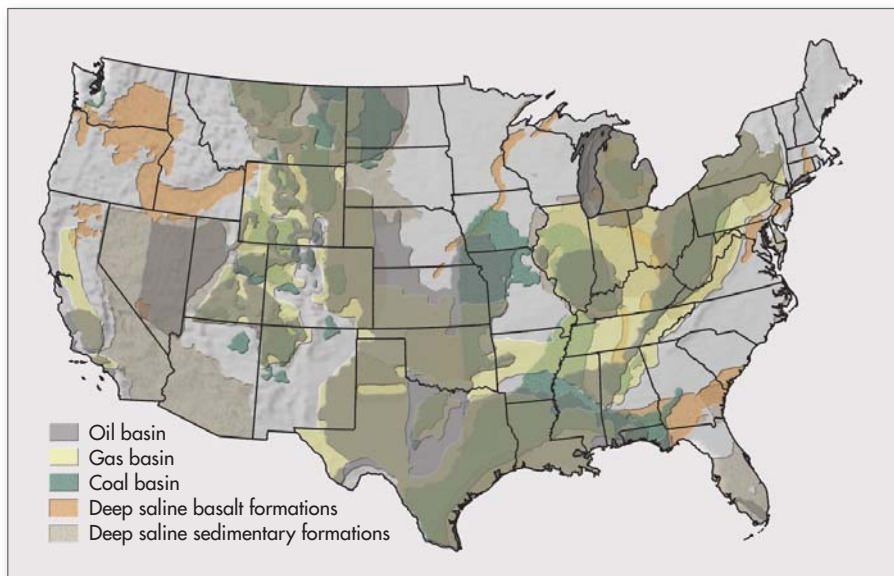 Oil basin
Gas basin
Coal basin
Deep saline basalt formations
Deep saline sedimentary formations